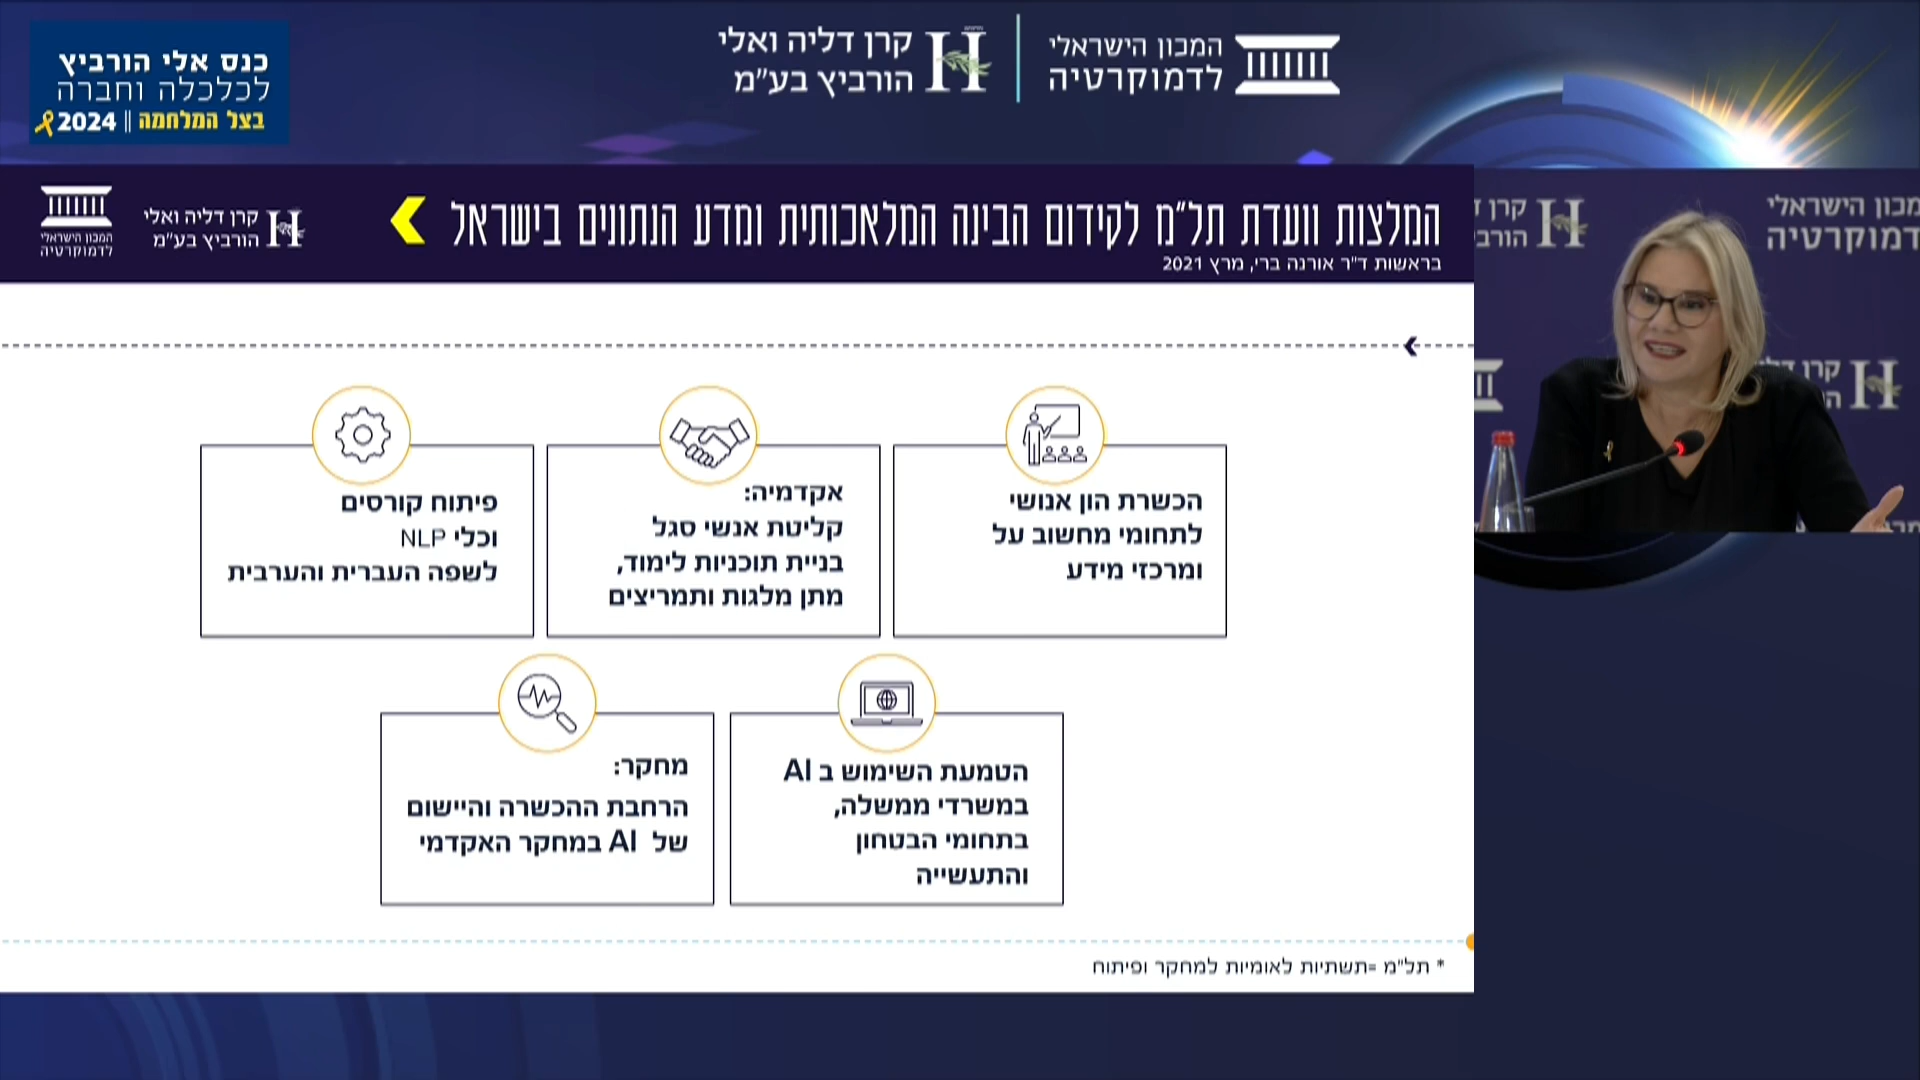 כנס אלי הורביץ
לכלכלה וחברה
בצל המלחמה || 2024
המכון הישראלי
לדמוקרטיה
קרן דליה ואלי
הורביץ בע"מ
המלצות וועדת תל"מ לקידום הבינה המלאכותית ומדע הנתונים בישראל
בראשות ד"ר אורנה ברי, מרץ 2021
קרן דליה ואלי
הורביץ בע"מ
המכון הישראלי
לדמוקרטיה
הכשרת הון אנושי
לתחומי מחשוב על
ומרכזי מידע
אקדמיה:
קליטת אנשי סגל
בניית תוכניות לימוד,
מתן מלגות ותמריצים
פיתוח קורסים
וכלי NLP
לשפה העברית והערבית
הטמעת השימוש ב AI
במשרדי ממשלה,
בתחומי הבטחון
והתעשייה
מחקר:
הרחבת ההכשרה והיישום
של AI במחקר האקדמי
* תל"מ =תשתיות לאומיות למחקר ופיתוח
הישראלי
קרן
קרן